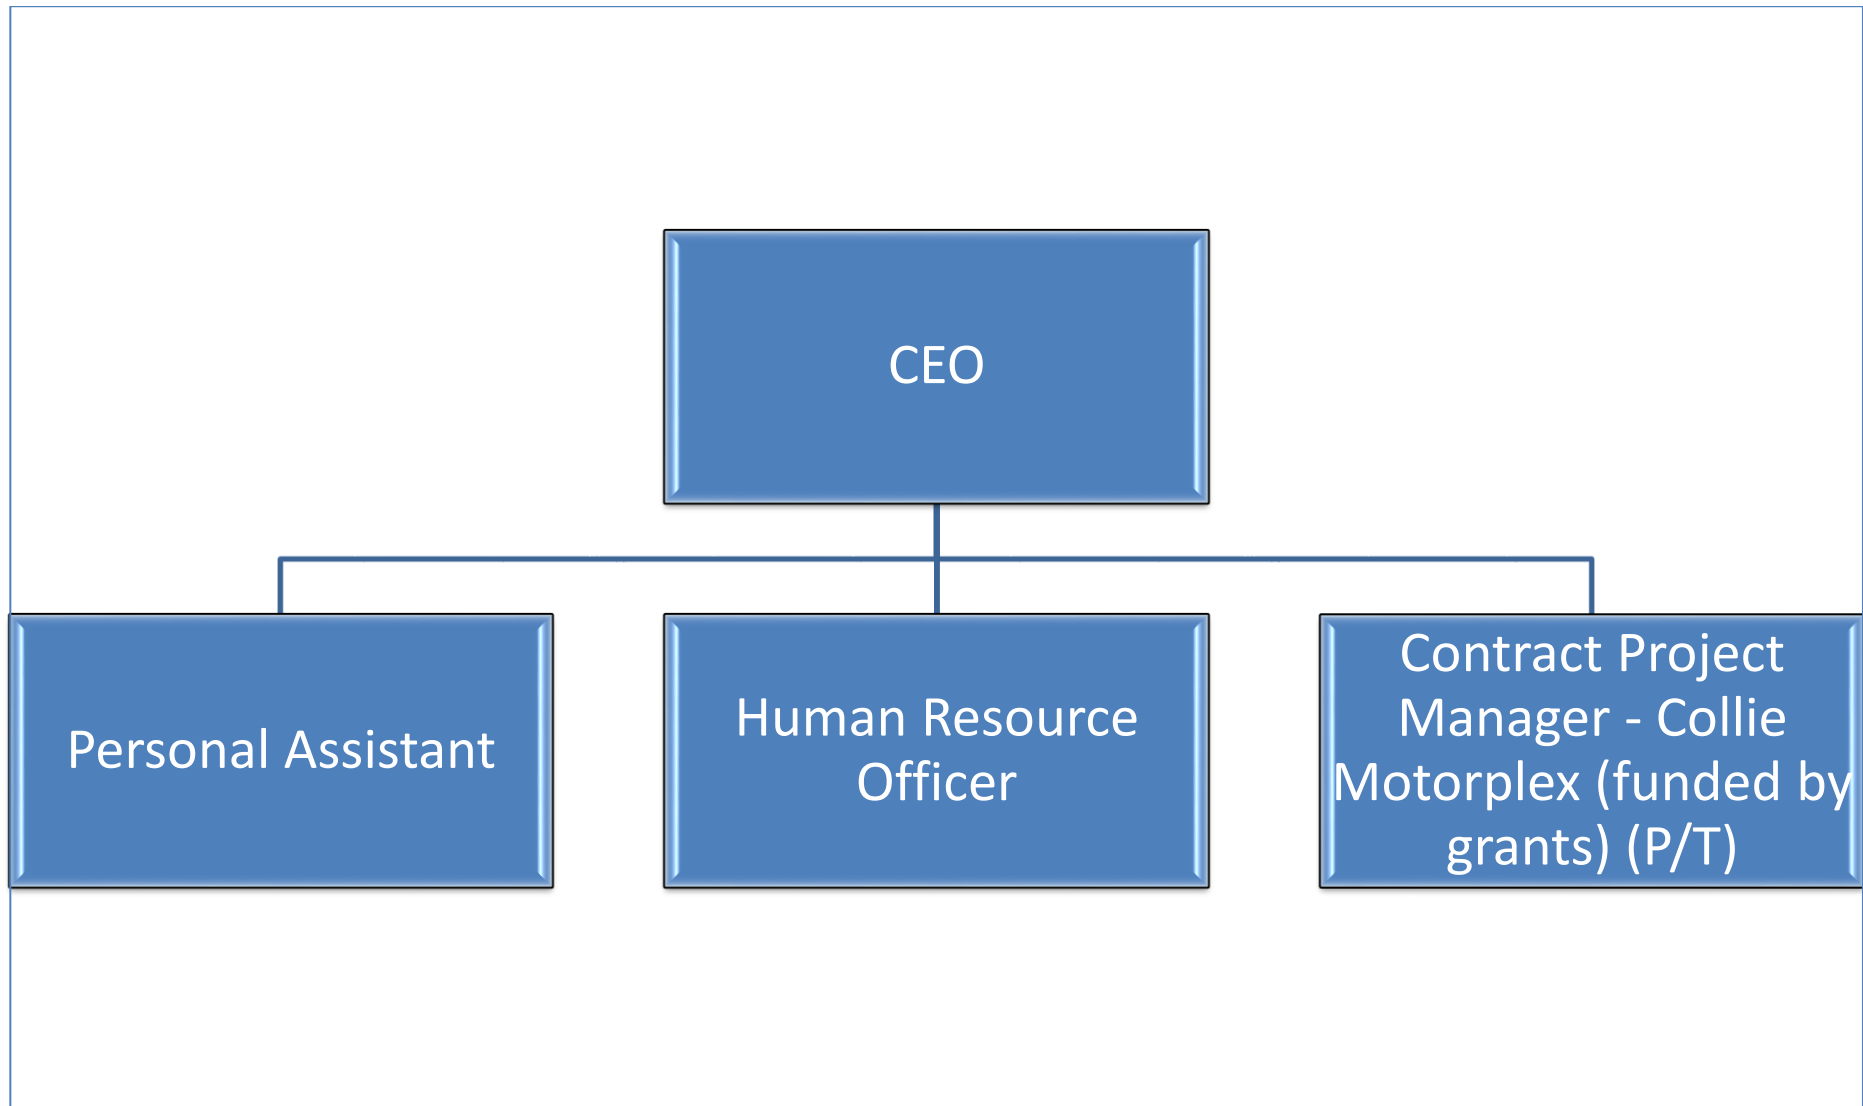 CEO
Personal Assistant
Human Resource
Officer
Contract Project
Manager - Collie
Motorplex (funded by
grants) (P/T)